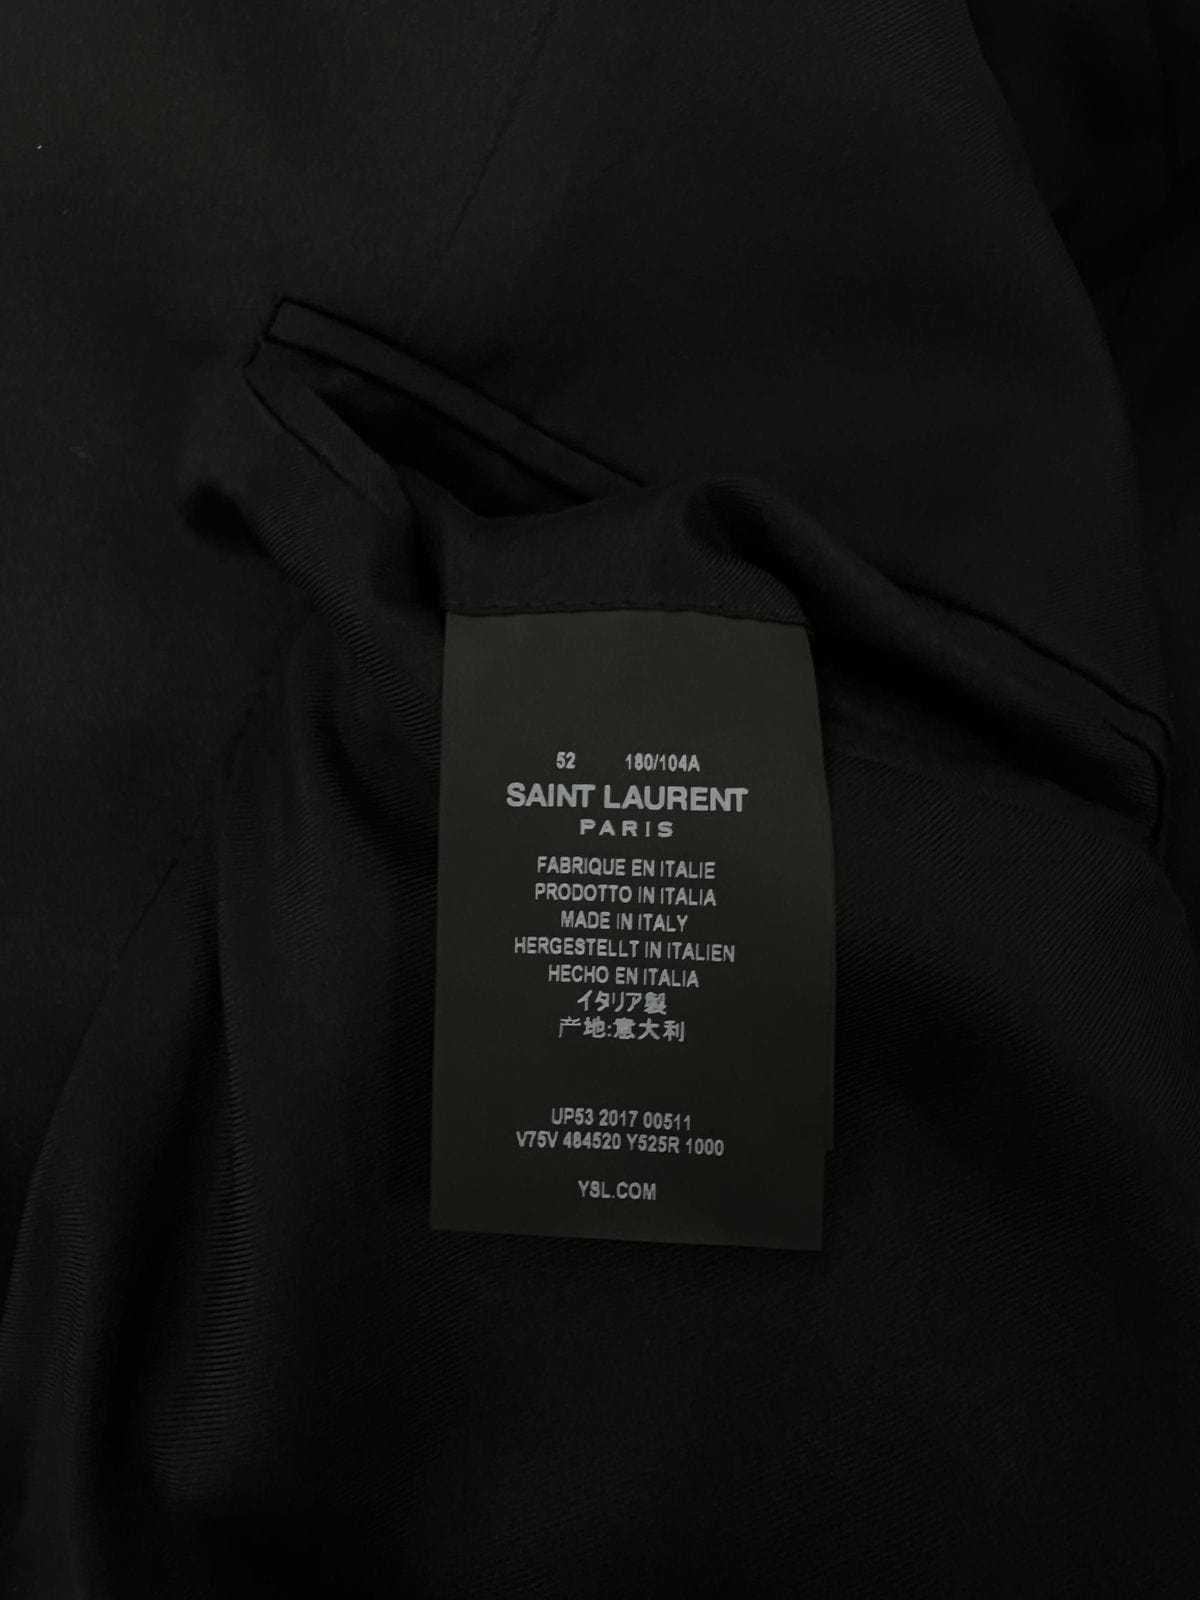 52 180/104A
SAINT LAURENT
PARIS
FABRIQUE EN ITALIE
PRODOTTO IN ITALIA
MADE IN ITALY
HERGESTELLT IN ITALIEN
HECHO EN ITALIA
イタリア製
产地:意大利
UP53 2017 00511
V75V 484520 Y525R 1000
YSL.COM